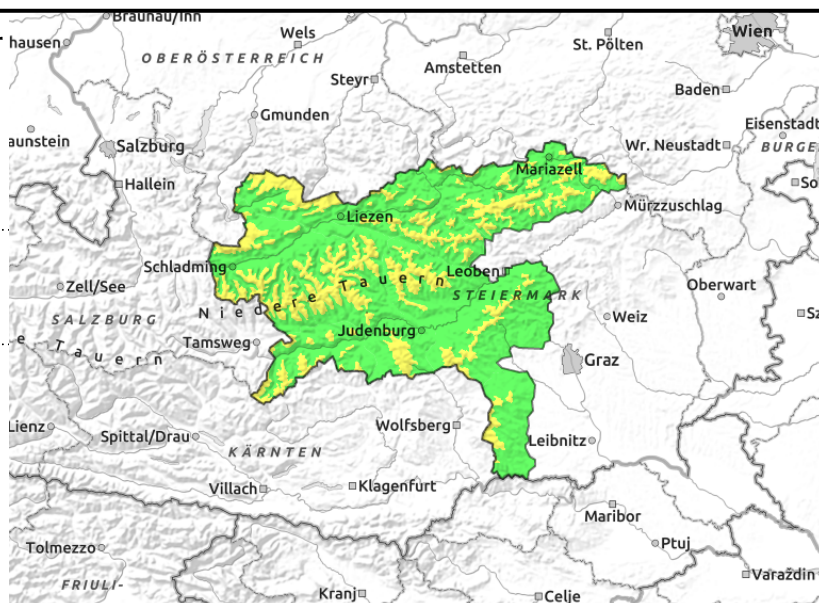 Braunau/Inn
hausen
Wels
St. Pölten
Wien
OBERÖSTERREICH
Amstetten
Steyr
Baden
Gmunden
Eisenstadt
aunstein
Salzburg
Wr. Neustadt
BURGE
Mariazell
Hallein
So
Mürzzuschlag
Liezen
Schladming
Leoben
Zell/See
Niedere Tauern
STEIERMARK
Oberwart
SALZBURG
Weiz
Sz
Judenburg
e Tauern
Tamsweg
Graz
Lienz
Wolfsberg
Spittal/Drau
KÄRNTEN
Leibnitz
Villach
Klagenfurt
Maribor
Tolmezzo
Ptuj
Varaždin
FRIULI-
Kranj
Celje